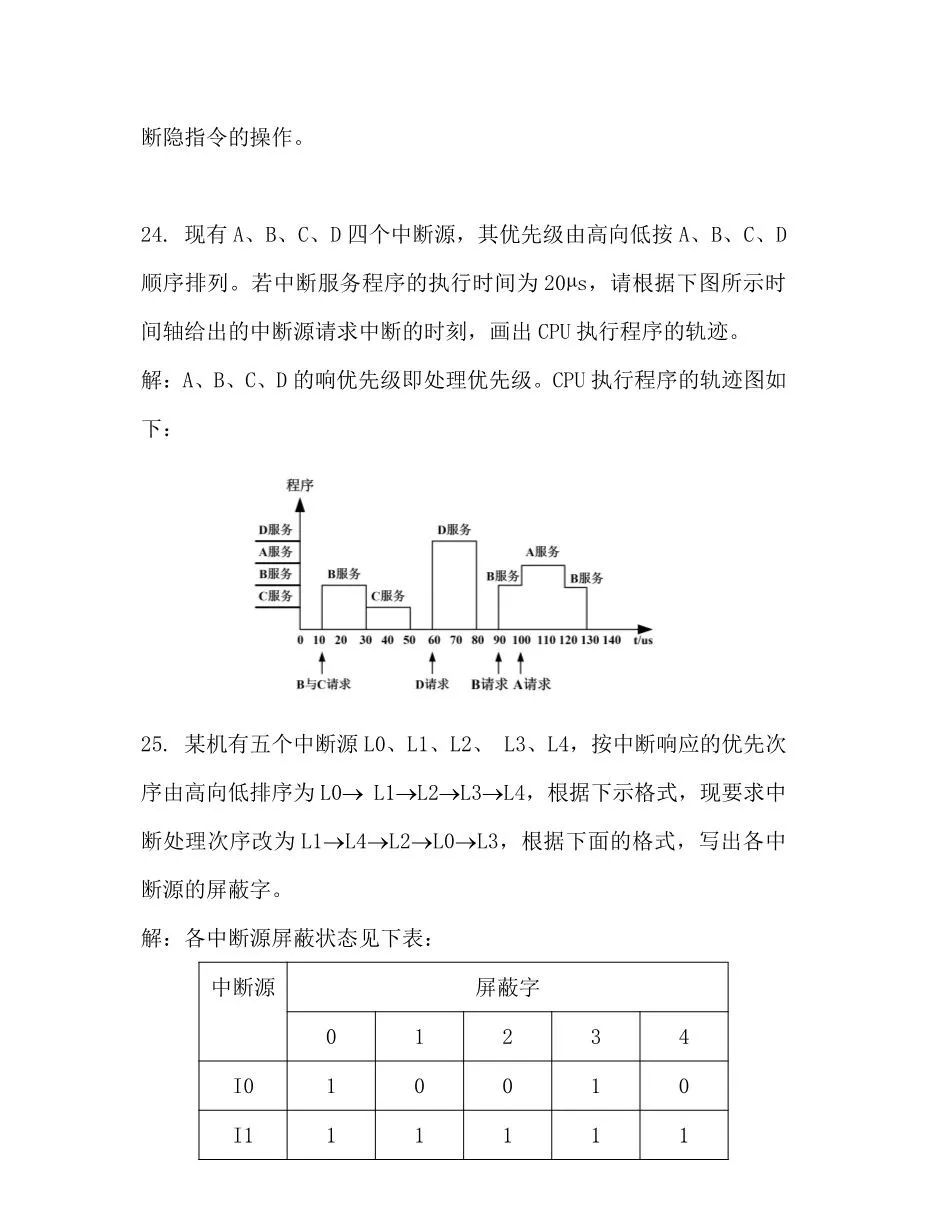 断隐指令的操作。
24. 现有 A、B、C、D 四个中断源，其优先级由高向低按 A、B、C、D
顺序排列。若中断服务程序的执行时间为 20μs，请根据下图所示时
间轴给出的中断源请求中断的时刻，画出 CPU 执行程序的轨迹。
解：A、B、C、D 的响优先级即处理优先级。CPU 执行程序的轨迹图如
下：
程序
D服务 D服务
A服务 A服务
B服务 B服务 B服务 B服务
C服务 C服务
0 10 20 30 40 50 60 70 80 90 100 110 120 130 140 t/us
B与C请求 D请求 B请求 A请求
25. 某机有五个中断源 L0、L1、L2、 L3、L4，按中断响应的优先次
序由高向低排序为 L0→ L1→L2→L3→L4，根据下示格式，现要求中
断处理次序改为 L1→L4→L2→L0→L3，根据下面的格式，写出各中
断源的屏蔽字。
解：各中断源屏蔽状态见下表：
中断源 屏蔽字
0 1 2 3 4
I0 1 0 0 1 0
I1 1 1 1 1 1